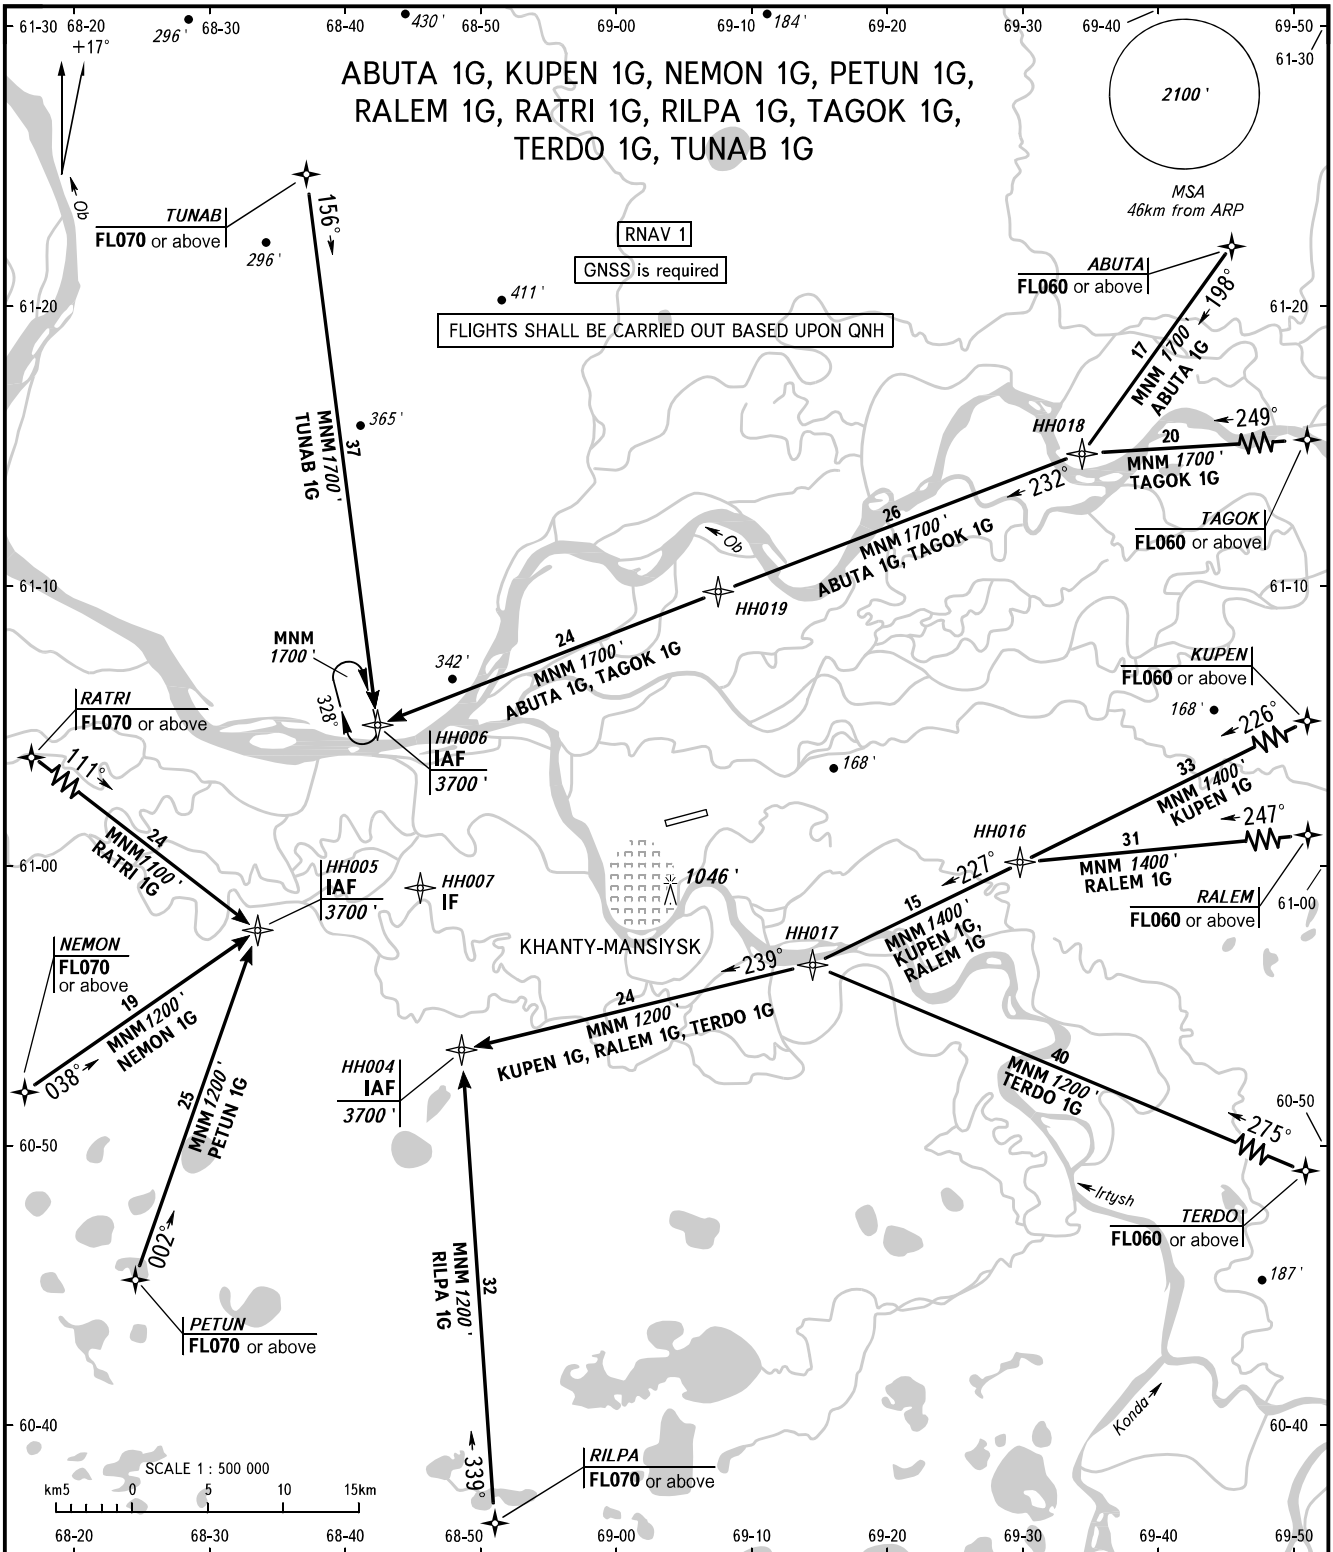 61-30 68-20 68-30 68-40 68-50 69-00 69-10 69-20 69-30 69-40 69-50
61-30
+17°
296'
430'
184'
ABUTA 1G, KUPEN 1G, NEMON 1G, PETUN 1G,
RALEM 1G, RATRI 1G, RILPA 1G, TAGOK 1G,
TERDO 1G, TUNAB 1G
2100'
MSA
46km from ARP
Ob
TUNAB
FL070 or above
156°
296'
RNAV 1
GNSS is required
411'
FLIGHTS SHALL BE CARRIED OUT BASED UPON QNH
ABUTA
FL060 or above
198°
17
MNM 1700'
ABUTA 1G
61-20
61-20
365'
37
MNM 1700'
TUNAB 1G
HH018
249°
20
MNM 1700'
TAGOK 1G
232°
TAGOK
FL060 or above
26
MNM 1700'
ABUTA 1G, TAGOK 1G
Ob
61-10
61-10
HH019
24
MNM 1700'
ABUTA 1G, TAGOK 1G
MNM
1700'
342'
328°
KUPEN
FL060 or above
168'
226°
RATRI
FL070 or above
111°
HH006
IAF
3700'
168'
33
MNM 1400'
KUPEN 1G
247°
24
MNM 1100'
RATRI 1G
HH016
31
MNM 1400'
RALEM 1G
61-00
HH005
IAF
3700'
HH007
IF
1046'
227°
RALEM
FL060 or above
61-00
15
MNM 1400'
KUPEN 1G,
RALEM 1G
NEMON
FL070
or above
KHANTY-MANSIYSK
HH017
239°
19
MNM 1200'
NEMON 1G
24
MNM 1200'
KUPEN 1G, RALEM 1G, TERDO 1G
038°
HH004
IAF
3700'
40
MNM 1200'
TERDO 1G
25
MNM 1200'
PETUN 1G
60-50
60-50
275°
Irtysh
TERDO
FL060 or above
002°
187'
32
MNM 1200'
RILPA 1G
PETUN
FL070 or above
Konda
60-40
60-40
RILPA
FL070 or above
339°
SCALE 1 : 500 000
km5 0 5 10 15km
68-20 68-30 68-40 68-50 69-00 69-10 69-20 69-30 69-40 69-50